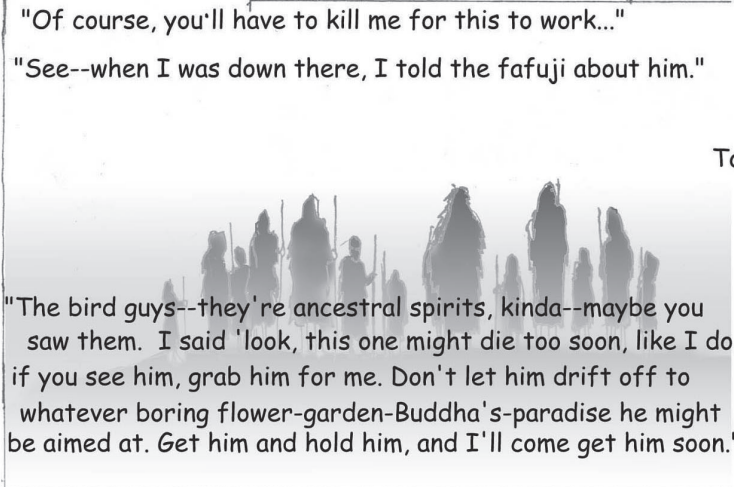 "Of course, you'll have to kill me for this to work..."
"See--when I was down there, I told the fafuji about him."
"The bird guys--they're ancestral spirits, kinda--maybe you
saw them. I said 'look, this one might die too soon, like I do
if you see him, grab him for me. Don't let him drift off to
whatever boring flower-garden-Buddha's-paradise he might
be aimed at. Get him and hold him, and I'll come get him soon.'